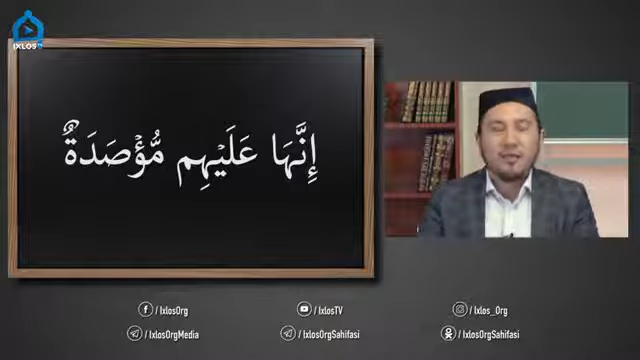 IXLOS
إِنَّهَا عَلَيْهِم مُّؤْصَدَةٌ
/ IxlosOrg
/ IxlosTV
/ Ixlos_Org
/ IxlosOrgMedia
/ IxlosOrgSahifasi
/ IxlosOrgSahifasi